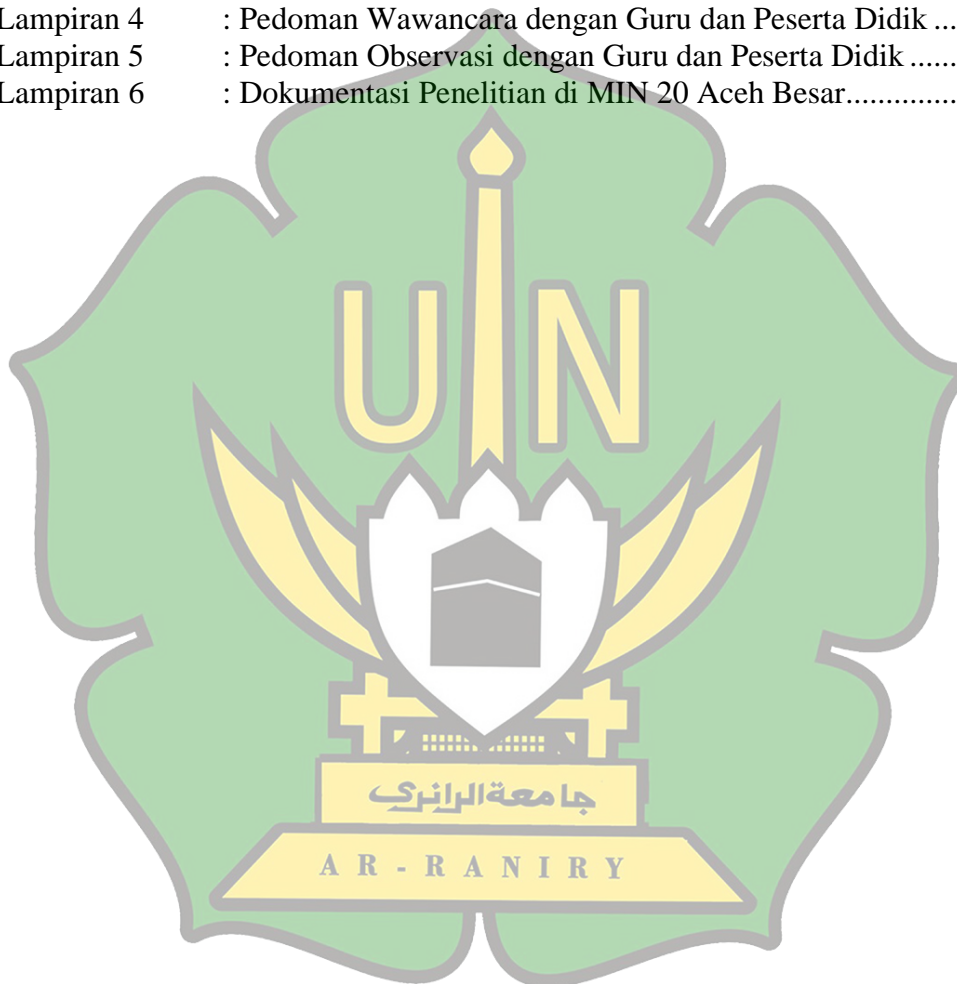 Lampiran 4 : Pedoman Wawancara dengan Guru dan Peserta Didik ...
Lampiran 5 : Pedoman Observasi dengan Guru dan Peserta Didik ......
Lampiran 6 : Dokumentasi Penelitian di MIN 20 Aceh Besar..............
UIN
جامعة الرانري
AR-RANIRY